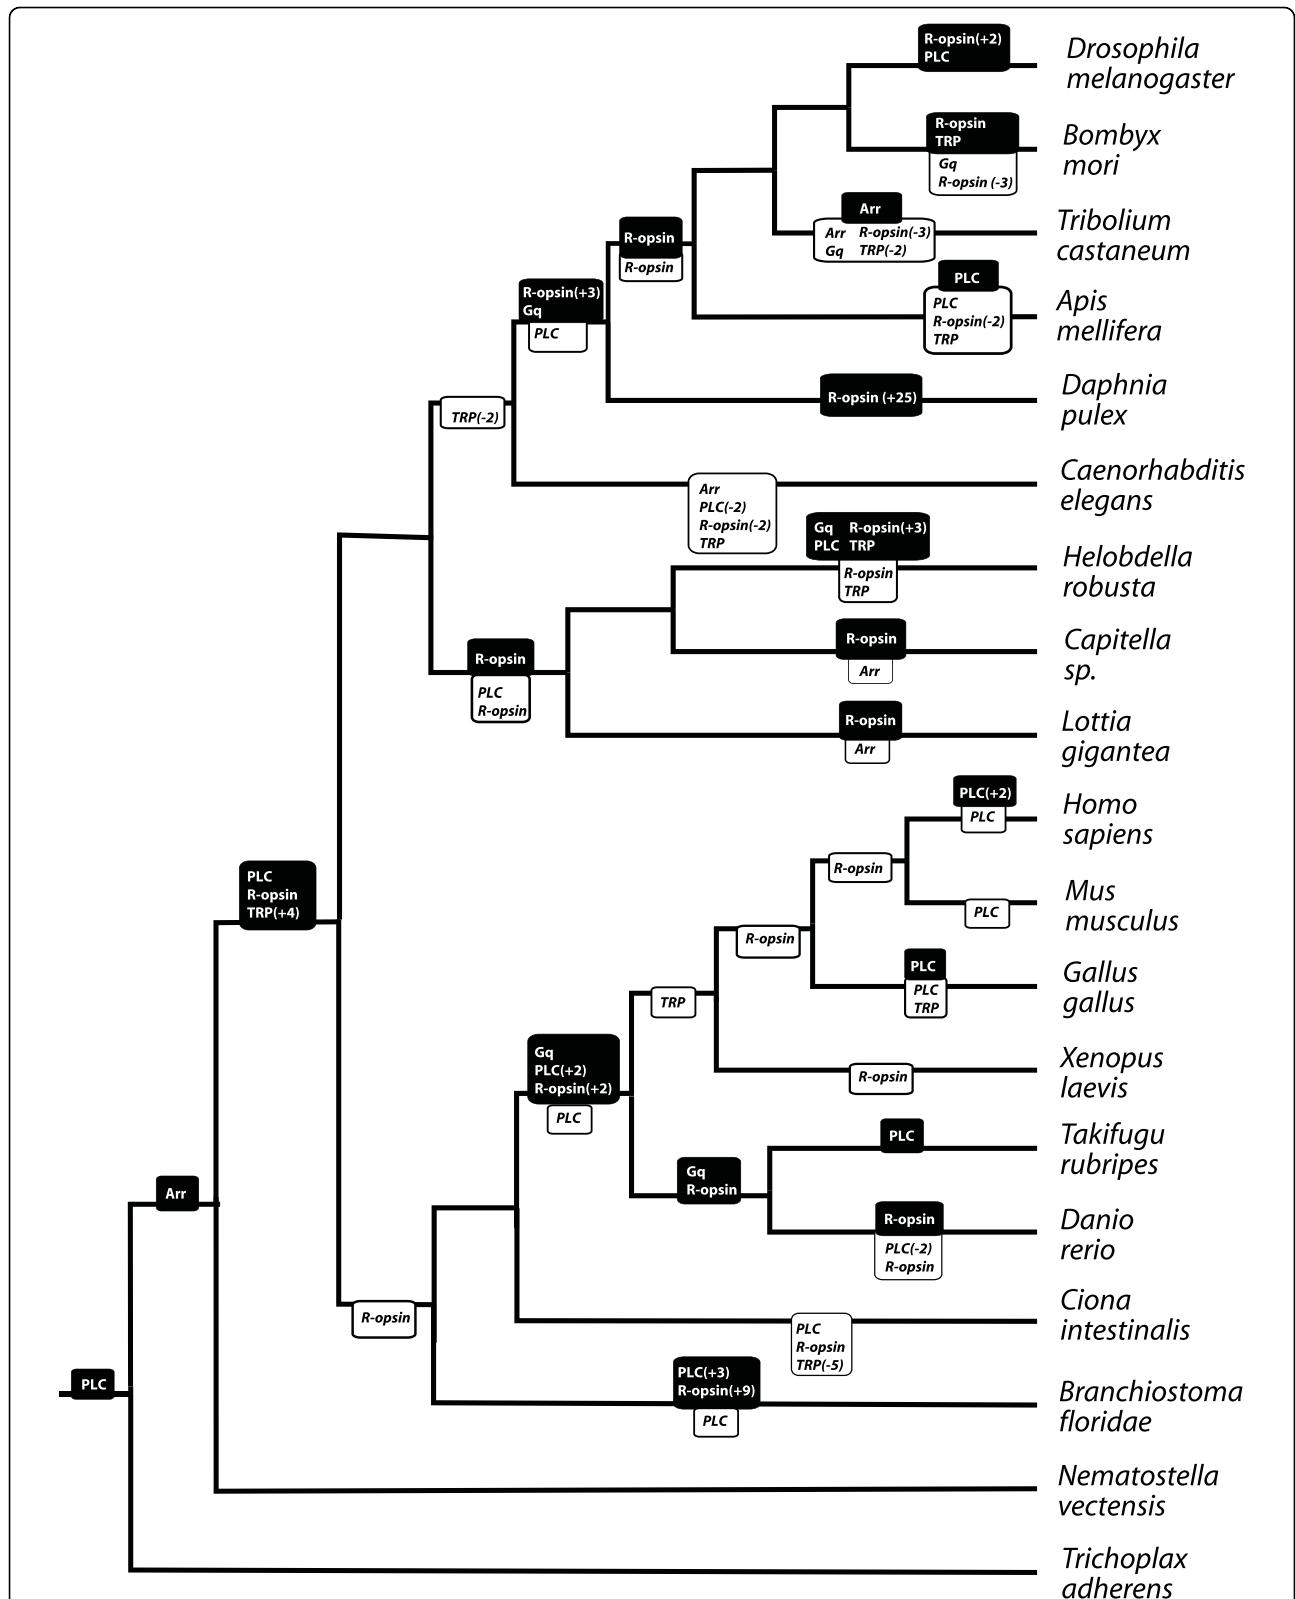 R-opsin(+2)
PLC
Drosophila
melanogaster
R-opsin
TRP
Gq
R-opsin (-3)
Bombyx
mori
Arr
Arr R-opsin(-3)
Gq TRP(-2)
Tribolium
castaneum
R-opsin
R-opsin
PLC
PLC
R-opsin(-2)
TRP
Apis
mellifera
R-opsin(+3)
Gq
PLC
R-opsin (+25)
Daphnia
pulex
TRP(-2)
Arr
PLC(-2)
R-opsin(-2)
TRP
Caenorhabditis
elegans
Gq R-opsin(+3)
PLC TRP
R-opsin
TRP
Helobdella
robusta
R-opsin
Arr
Capitella
sp.
R-opsin
PLC
R-opsin
R-opsin
Arr
Lottia
gigantea
PLC(+2)
PLC
Homo
sapiens
R-opsin
PLC
Mus
musculus
PLC
R-opsin
TRP(+4)
R-opsin
PLC
PLC
TRP
Gallus
gallus
TRP
Gq
PLC(+2)
R-opsin(+2)
PLC
R-opsin
Xenopus
laevis
PLC
Takifugu
rubripes
Gq
R-opsin
Arr
R-opsin
PLC(-2)
R-opsin
Danio
rerio
R-opsin
PLC
R-opsin
TRP(-5)
Ciona
intestinalis
PLC
PLC(+3)
R-opsin(+9)
PLC
Branchiostoma
floridae
Nematostella
vectensis
Trichoplax
adherens